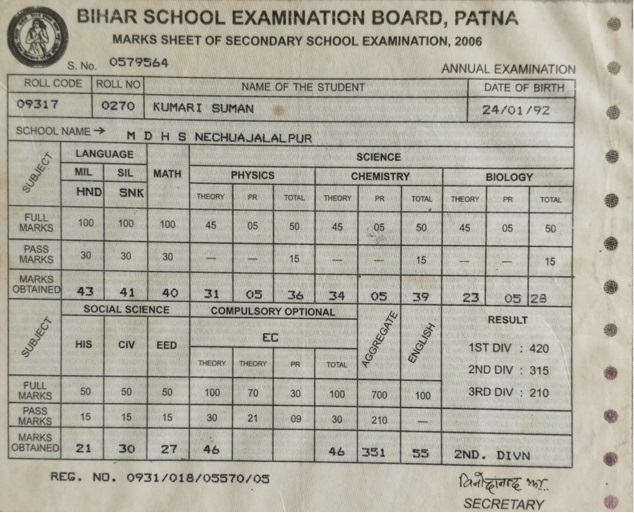 BIHAR SCHOOL EXAMINATION BOARD, PATNA
MARKS SHEET OF SECONDARY SCHOOL EXAMINATION, 2006
S. No. 0579564
ANNUAL EXAMINATION
ROLL CODE ROLL NO NAME OF THE STUDENT DATE OF BIRTH
09317 0270 KUMARI SUMAN 24/01/92
SCHOOL NAME → M D H S NECHUAJALALPUR
SUBJECT LANGUAGE MATH SCIENCE
MIL SIL PHYSICS CHEMISTRY BIOLOGY
HND SNK THEORY PR TOTAL THEORY PR TOTAL THEORY PR TOTAL
FULL MARKS 100 100 100 45 05 50 45 05 50 45 05 50
PASS MARKS 30 30 30 — — 15 — — 15 — — 15
MARKS OBTAINED 43 41 40 31 05 36 34 05 39 23 05 28
SUBJECT SOCIAL SCIENCE COMPULSORY OPTIONAL AGGREGATE ENGLISH RESULT
HIS CIV EED EC 1ST DIV : 420
THEORY THEORY PR TOTAL 2ND DIV : 315
FULL MARKS 50 50 50 100 70 30 100 700 100 3RD DIV : 210
PASS MARKS 15 15 15 30 21 09 30 210 —
MARKS OBTAINED 21 30 27 46 46 351 55 2ND. DIVN
REG. NO. 0931/018/05570/05
SECRETARY